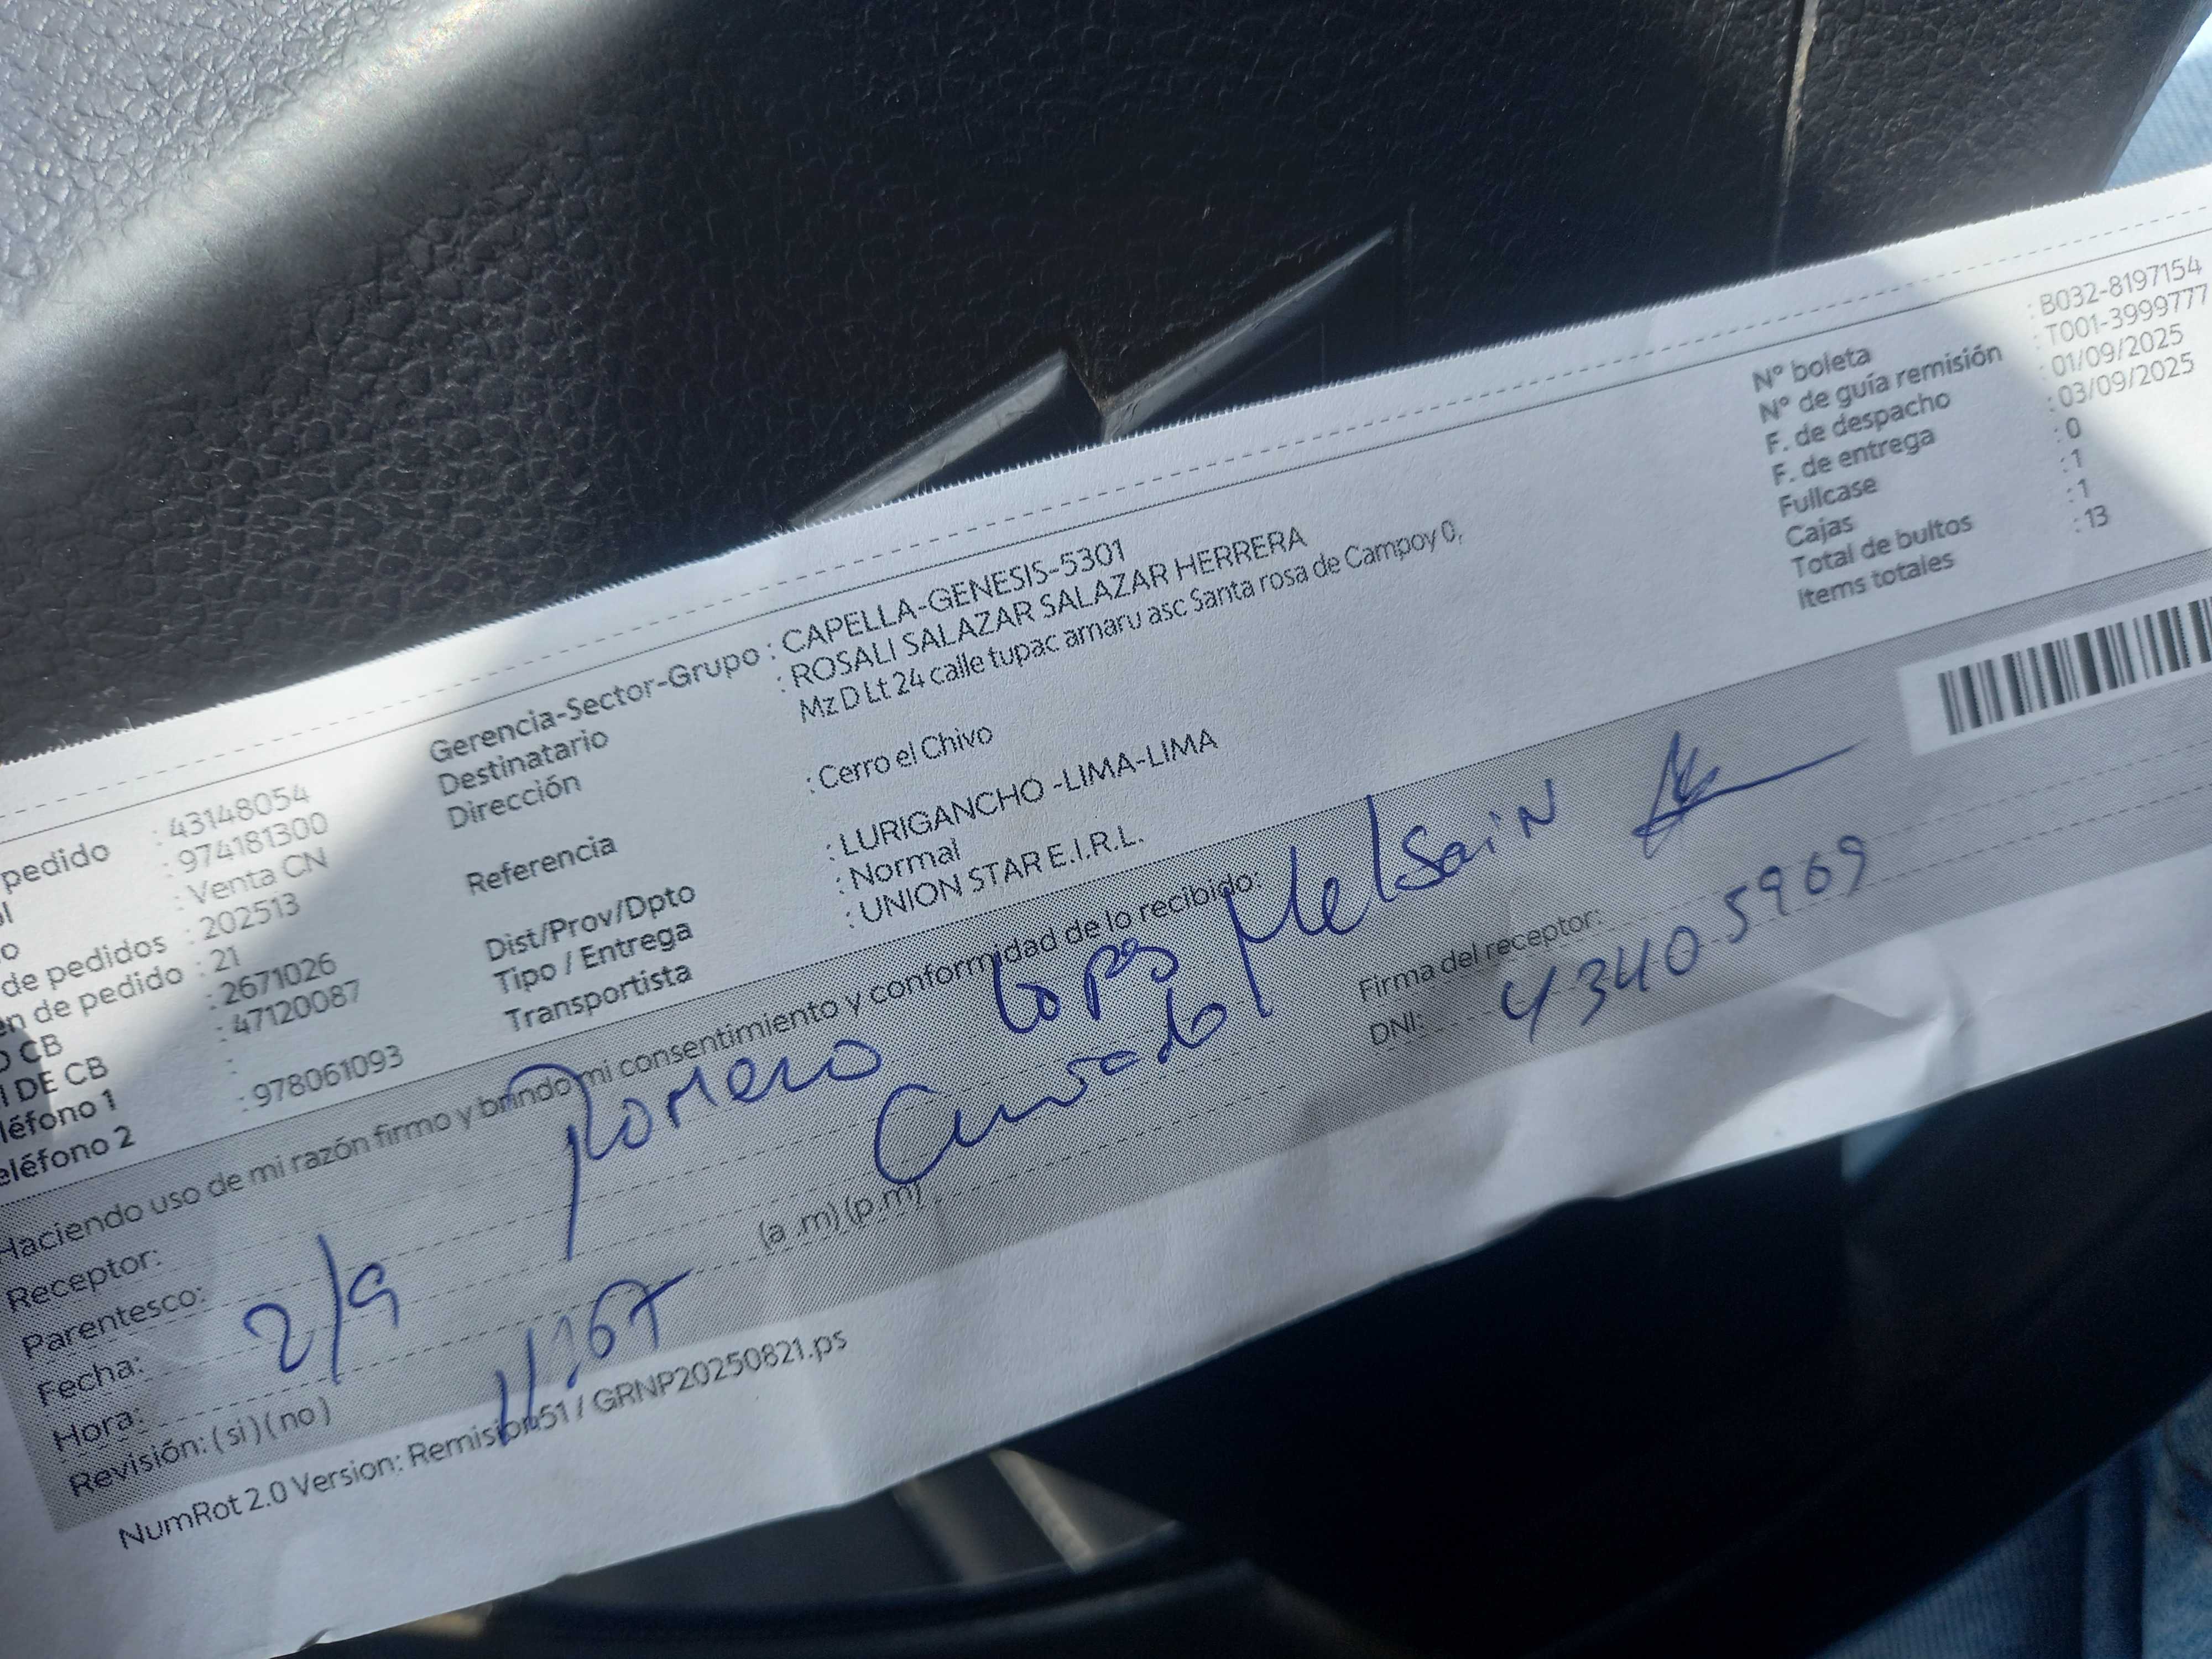 pedido : 43148054
: 974181300
: Venta CN
de pedidos : 202513
en de pedido : 21
CB : 2671026
DE CB : 47120087
léfono 1 :
eléfono 2 : 978061093
Gerencia-Sector-Grupo : CAPELLA-GENESIS-5301
Destinatario : ROSALI SALAZAR SALAZAR HERRERA
Dirección Mz D Lt 24 calle tupac amaru asc Santa rosa de Campoy 0,
Referencia : Cerro el Chivo
Dist/Prov/Dpto : LURIGANCHO -LIMA-LIMA
Tipo / Entrega : Normal
Transportista : UNION STAR E.I.R.L.
N° boleta : B032-8197154
N° de guía remisión : T001-3999777
F. de despacho : 01/09/2025
F. de entrega : 03/09/2025
Fullcase : 0
Cajas : 1
Total de bultos : 1
Items totales : 13
Haciendo uso de mi razón firmo y brindo mi consentimiento y conformidad de lo recibido:
Receptor: Romero Lopes Melsain
Parentesco:
Fecha: 2/9
Hora: (a .m) (p.m)
Revisión: ( si ) ( no )
Firma del receptor:
DNI: 43405969
NumRot 2.0 Version: Remision51 / GRNP20250821.ps